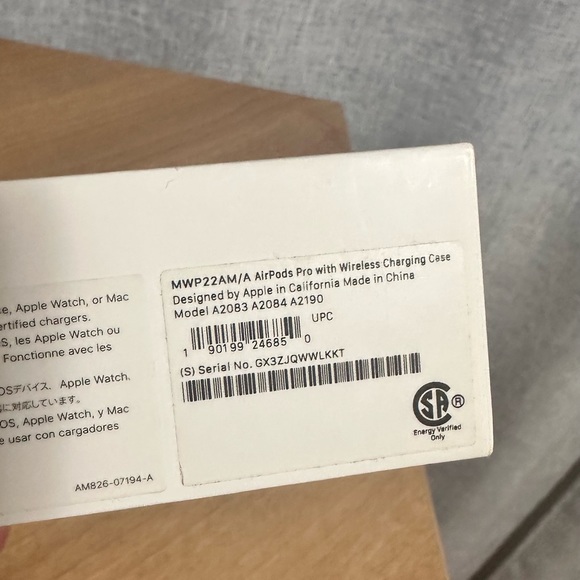 e, Apple Watch, or Mac
ertified chargers.
S, les Apple Watch ou
Fonctionne avec les
OSデバイス、Apple Watch、
に対応しています。
OS, Apple Watch, y Mac
e usar con cargadores
AM826-07194-A
MWP22AM/A AirPods Pro with Wireless Charging Case
Designed by Apple in California Made in China
Model A2083 A2084 A2190
UPC
1 90199 24685 0
(S) Serial No. GX3ZJQWWLKKT
CSA ®
Energy Verified
Only